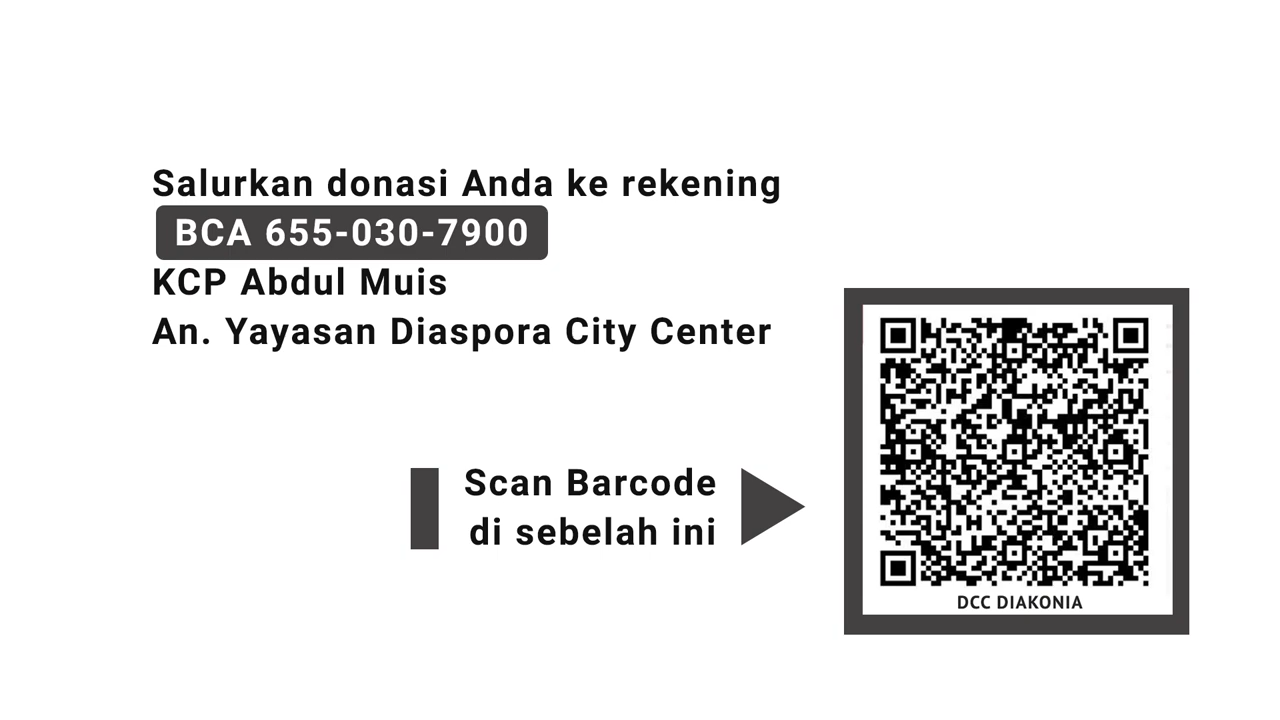 Salurkan donasi Anda ke rekening
BCA 655-030-7900
KCP Abdul Muis
An. Yayasan Diaspora City Center
Scan Barcode
di sebelah ini
DCC DIAKONIA